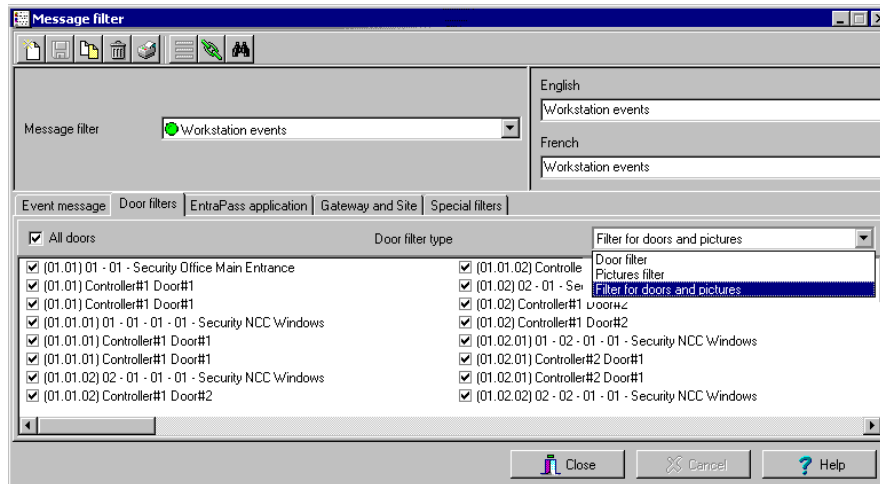 Message filter
English
Message filter
Workstation events
Workstation events
French
Workstation events
Event message
Door filters
EntraPass application
Gateway and Site
Special filters
All doors
Door filter type
Filter for doors and pictures
Door filter
Pictures filter
Filter for doors and pictures
(01.01) 01 - 01 - Security Office Main Entrance
(01.01) Controller#1 Door#1
(01.01) Controller#1 Door#1
(01.01.01) 01 - 01 - 01 - 01 - Security NCC Windows
(01.01.01) Controller#1 Door#1
(01.01.01) Controller#1 Door#1
(01.01.02) 02 - 01 - 01 - 01 - Security NCC Windows
(01.01.02) Controller#1 Door#2
(01.01.02) Controlle
(01.02) 02 - 01 - Se
(01.02) Controller#1 Door#2
(01.02) Controller#1 Door#2
(01.02.01) 01 - 02 - 01 - 01 - Security NCC Windows
(01.02.01) Controller#2 Door#1
(01.02.01) Controller#2 Door#1
(01.02.02) 02 - 02 - 01 - 01 - Security NCC Windows
Close
Cancel
Help